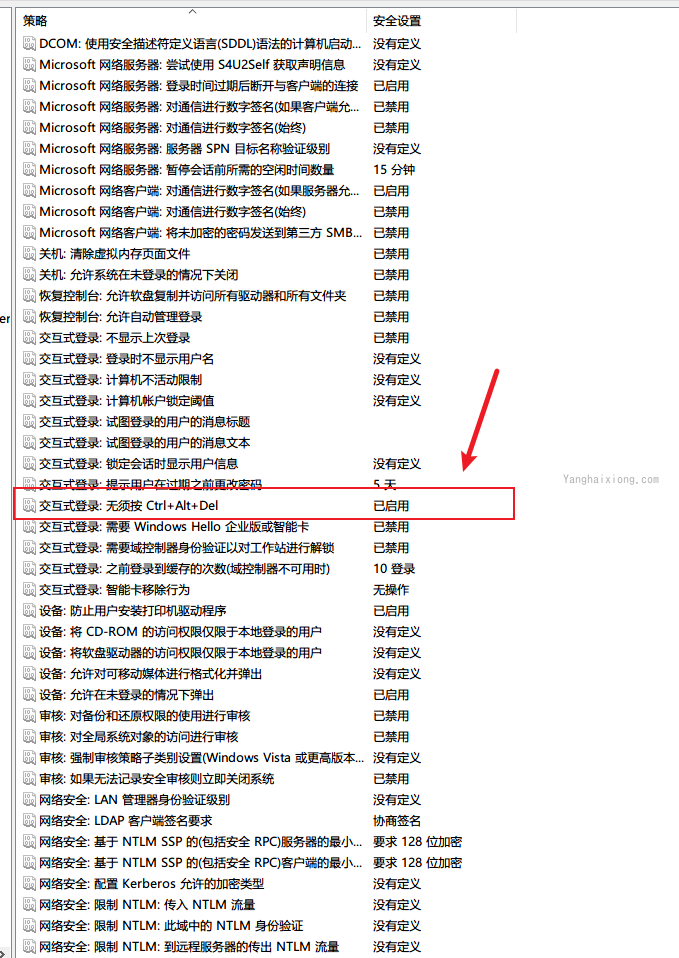 策略 安全设置
DCOM: 使用安全描述符定义语言(SDDL)语法的计算机启动... 没有定义
Microsoft 网络服务器: 尝试使用 S4U2Self 获取声明信息 没有定义
Microsoft 网络服务器: 登录时间过期后断开与客户端的连接 已启用
Microsoft 网络服务器: 对通信进行数字签名(如果客户端允... 已禁用
Microsoft 网络服务器: 对通信进行数字签名(始终) 已禁用
Microsoft 网络服务器: 服务器 SPN 目标名称验证级别 没有定义
Microsoft 网络服务器: 暂停会话前所需的空闲时间数量 15 分钟
Microsoft 网络客户端: 对通信进行数字签名(如果服务器允... 已启用
Microsoft 网络客户端: 对通信进行数字签名(始终) 已禁用
Microsoft 网络客户端: 将未加密的密码发送到第三方 SMB... 已禁用
关机: 清除虚拟内存页面文件 已禁用
关机: 允许系统在未登录的情况下关闭 已禁用
恢复控制台: 允许软盘复制并访问所有驱动器和所有文件夹 已禁用
er
恢复控制台: 允许自动管理登录 已禁用
交互式登录: 不显示上次登录 已禁用
交互式登录: 登录时不显示用户名 没有定义
交互式登录: 计算机不活动限制 没有定义
交互式登录: 计算机帐户锁定阈值 没有定义
交互式登录: 试图登录的用户的消息标题
交互式登录: 试图登录的用户的消息文本
交互式登录: 锁定会话时显示用户信息 没有定义
交互式登录: 提示用户在过期之前更改密码 5 天
Yanghaixiong.com
交互式登录: 无须按 Ctrl+Alt+Del 已启用
交互式登录: 需要 Windows Hello 企业版或智能卡 已禁用
交互式登录: 需要域控制器身份验证以对工作站进行解锁 已禁用
交互式登录: 之前登录到缓存的次数(域控制器不可用时) 10 登录
交互式登录: 智能卡移除行为 无操作
设备: 防止用户安装打印机驱动程序 已启用
设备: 将 CD-ROM 的访问权限仅限于本地登录的用户 没有定义
设备: 将软盘驱动器的访问权限仅限于本地登录的用户 没有定义
设备: 允许对可移动媒体进行格式化并弹出 没有定义
设备: 允许在未登录的情况下弹出 已启用
审核: 对备份和还原权限的使用进行审核 已禁用
审核: 对全局系统对象的访问进行审核 已禁用
审核: 强制审核策略子类别设置(Windows Vista 或更高版本... 没有定义
审核: 如果无法记录安全审核则立即关闭系统 已禁用
网络安全: LAN 管理器身份验证级别 没有定义
网络安全: LDAP 客户端签名要求 协商签名
网络安全: 基于 NTLM SSP 的(包括安全 RPC)服务器的最小... 要求 128 位加密
网络安全: 基于 NTLM SSP 的(包括安全 RPC)客户端的最小... 要求 128 位加密
网络安全: 配置 Kerberos 允许的加密类型 没有定义
网络安全: 限制 NTLM: 传入 NTLM 流量 没有定义
网络安全: 限制 NTLM: 此域中的 NTLM 身份验证 没有定义
网络安全: 限制 NTLM: 到远程服务器的传出 NTLM 流量 没有定义